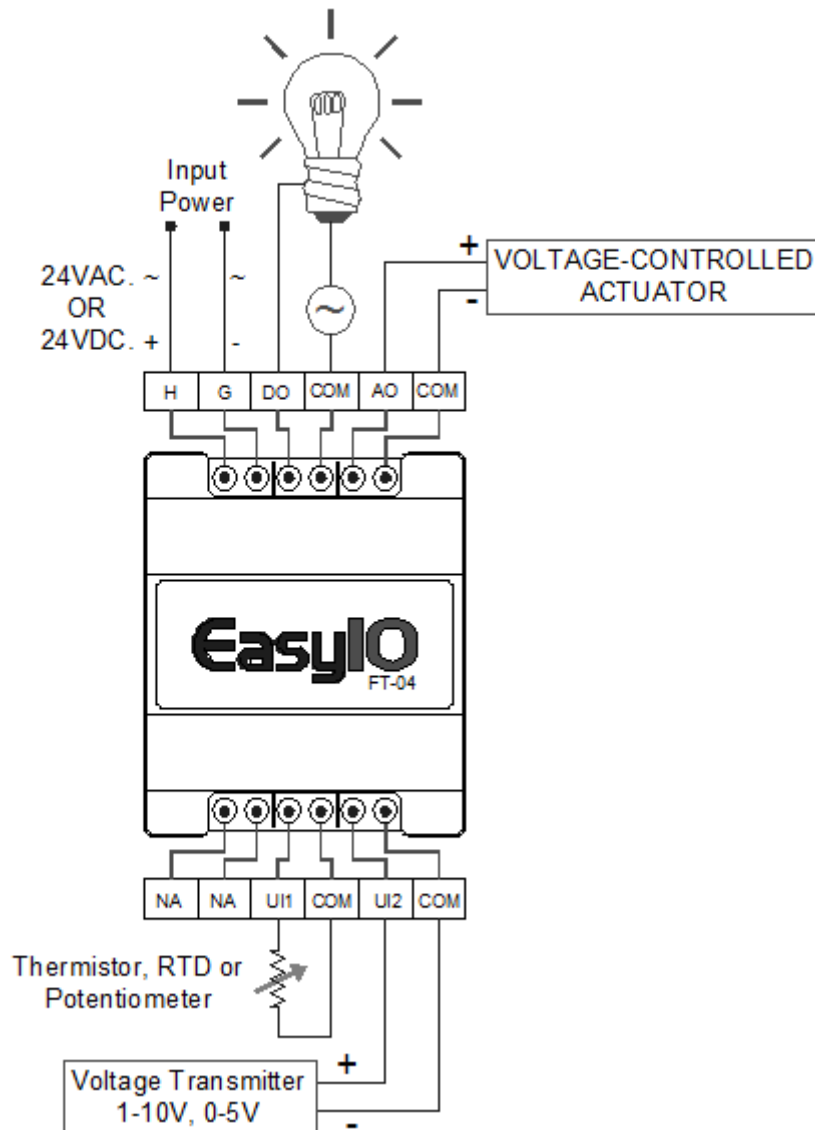 Input
Power
24VAC. ~ ~
OR
24VDC. + -
~
+
VOLTAGE-CONTROLLED
ACTUATOR
-
H G DO COM AO COM
EasyIO
FT-04
NA NA UI1 COM UI2 COM
Thermistor, RTD or
Potentiometer
Voltage Transmitter
1-10V, 0-5V
+
-